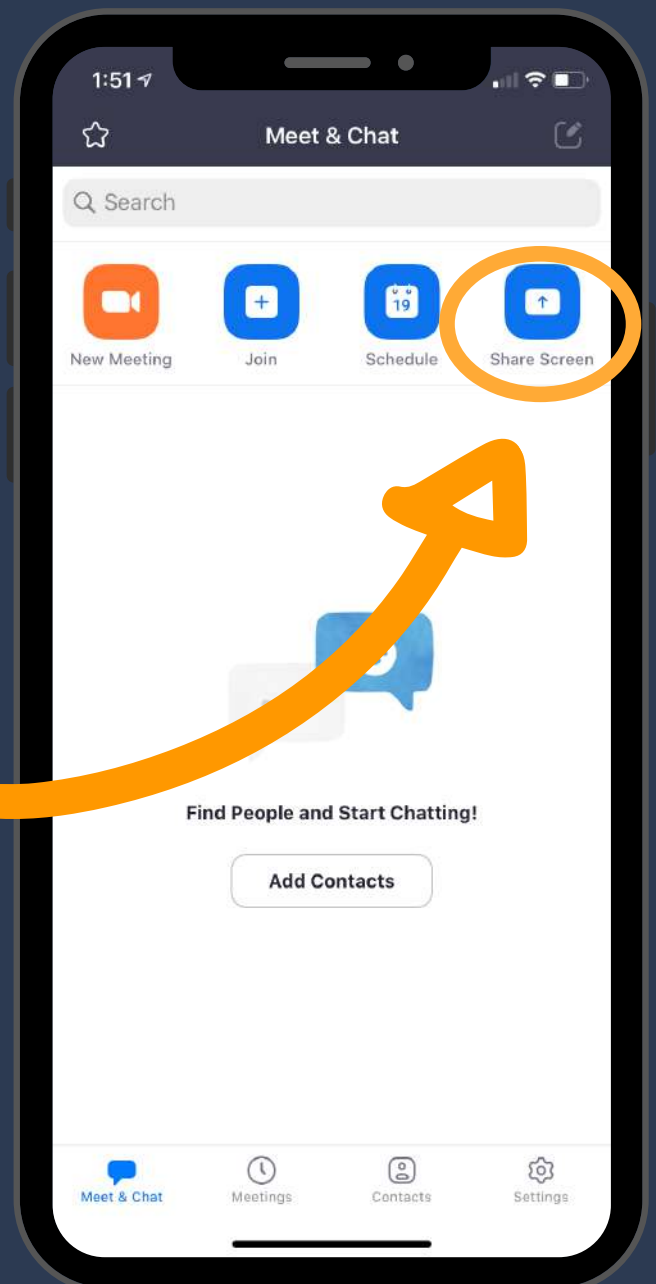 1:51
Meet & Chat
Search
19
New Meeting Join Schedule Share Screen
Find People and Start Chatting!
Add Contacts
Meet & Chat Meetings Contacts Settings